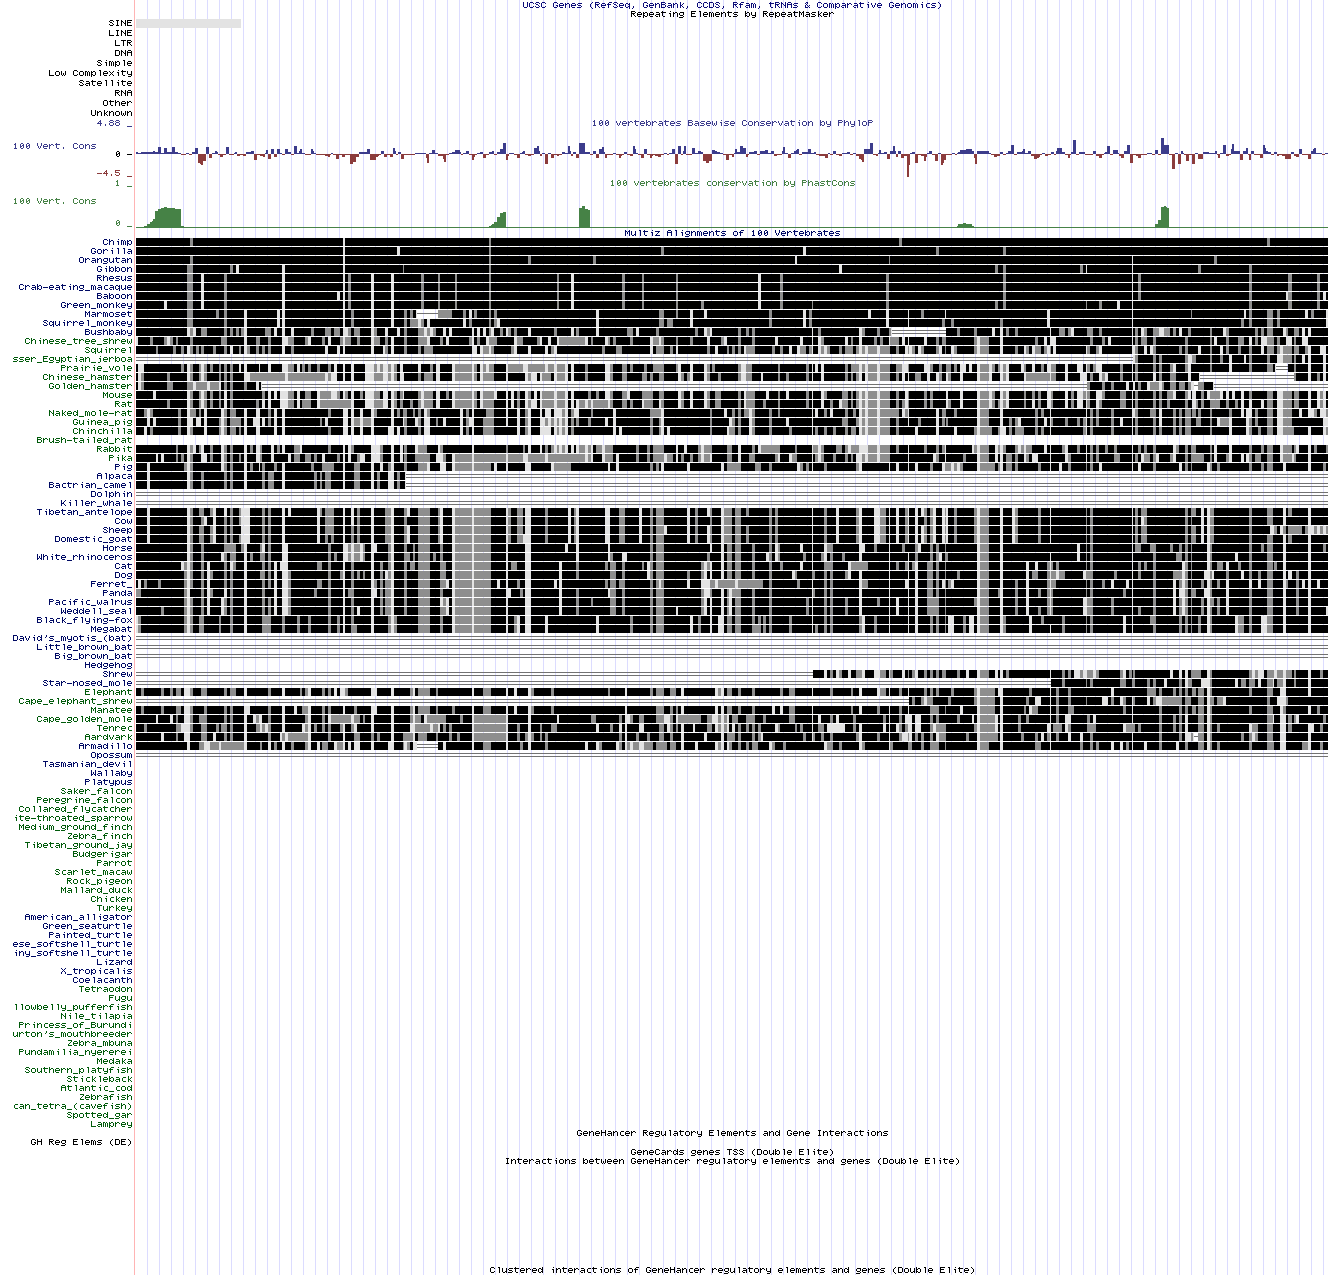 UCSC Genes (RefSeq, GenBank, CCDS, Rfam, tRNAs & Comparative Genomics)
Repeating Elements by RepeatMasker
SINE
LINE
LTR
DNA
Simple
Low Complexity
Satellite
RNA
Other
Unknown
4.88 _
100 vertebrates Basewise Conservation by PhyloP
100 Vert. Cons
0 _
-4.5 _
1 _
100 vertebrates conservation by PhastCons
100 Vert. Cons
0 _
Multiz Alignments of 100 Vertebrates
Chimp
Gorilla
Orangutan
Gibbon
Rhesus
Crab-eating_macaque
Baboon
Green_monkey
Marmoset
Squirrel_monkey
Bushbaby
Chinese_tree_shrew
Squirrel
sser_Egyptian_jerboa
Prairie_vole
Chinese_hamster
Golden_hamster
Mouse
Rat
Naked_mole-rat
Guinea_pig
Chinchilla
Brush-tailed_rat
Rabbit
Pika
Pig
Alpaca
Bactrian_camel
Dolphin
Killer_whale
Tibetan_antelope
Cow
Sheep
Domestic_goat
Horse
White_rhinoceros
Cat
Dog
Ferret_
Panda
Pacific_walrus
Weddell_seal
Black_flying-fox
Megabat
David's_myotis_(bat)
Little_brown_bat
Big_brown_bat
Hedgehog
Shrew
Star-nosed_mole
Elephant
Cape_elephant_shrew
Manatee
Cape_golden_mole
Tenrec
Aardvark
Armadillo
Opossum
Tasmanian_devil
Wallaby
Platypus
Saker_falcon
Peregrine_falcon
Collared_flycatcher
ite-throated_sparrow
Medium_ground_finch
Zebra_finch
Tibetan_ground_jay
Budgerigar
Parrot
Scarlet_macaw
Rock_pigeon
Mallard_duck
Chicken
Turkey
American_alligator
Green_seaturtle
Painted_turtle
ese_softshell_turtle
iny_softshell_turtle
Lizard
X_tropicalis
Coelacanth
Tetraodon
Fugu
llowbelly_pufferfish
Nile_tilapia
Princess_of_Burundi
urton's_mouthbreeder
Zebra_mbuna
Pundamilia_nyererei
Medaka
Southern_platyfish
Stickleback
Atlantic_cod
Zebrafish
can_tetra_(cavefish)
Spotted_gar
Lamprey
GeneHancer Regulatory Elements and Gene Interactions
GH Reg Elems (DE)
GeneCards genes TSS (Double Elite)
Interactions between GeneHancer regulatory elements and genes (Double Elite)
Clustered interactions of GeneHancer regulatory elements and genes (Double Elite)